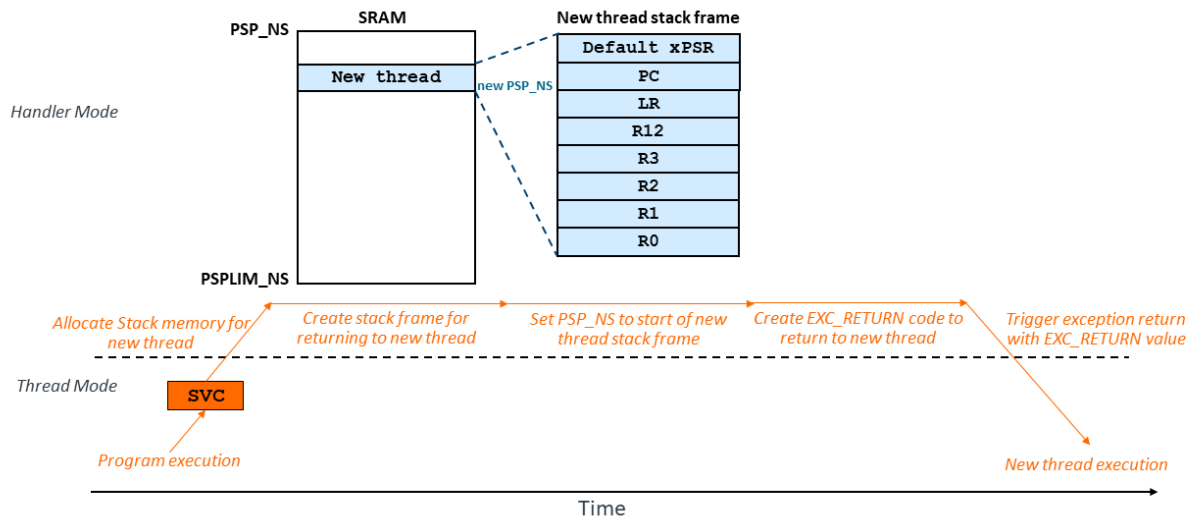 SRAM
New thread stack frame
PSP_NS
Default xPSR
New thread
new PSP_NS
PC
LR
Handler Mode
R12
R3
R2
R1
R0
PSPLIM_NS
Allocate Stack memory for
new thread
Create stack frame for
returning to new thread
Set PSP_NS to start of new
thread stack frame
Create EXC_RETURN code to
return to new thread
Trigger exception return
with EXC_RETURN value
Thread Mode
SVC
Program execution
New thread execution
Time